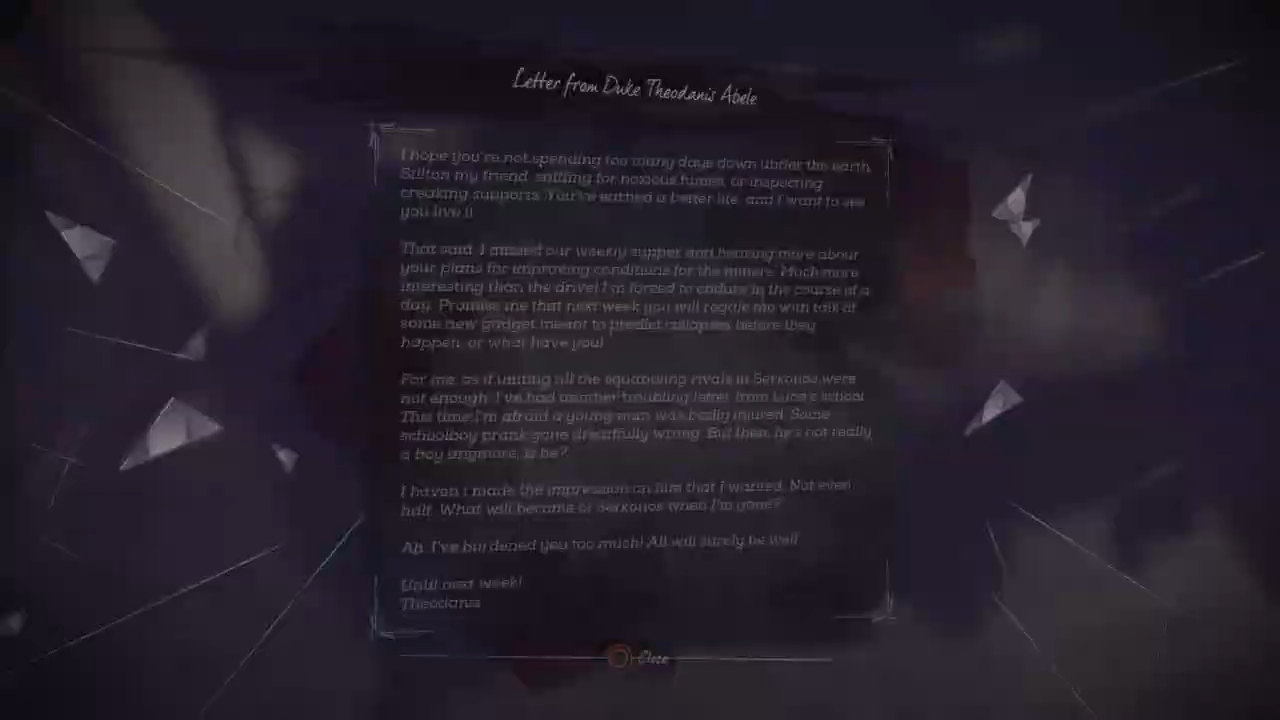 Letter from Duke Theodanis Abele
I hope you're not spending too many days down under the earth,
Stilton my friend, sniffing for noxious fumes, or inspecting
creaking supports. You've earned a better life, and I want to see
you live it.
That said, I missed our weekly supper and hearing more about
your plans for improving conditions for the miners. Much more
interesting than the drivel I'm forced to endure in the course of a
day. Promise me that next week you will regale me with talk of
some new gadget meant to predict collapses before they
happen, or what have you!
For me, as if uniting all the squabbling rivals in Serkonos were
not enough, I've had another troubling letter from Luca's school.
This time I'm afraid a young man was badly injured. Some
schoolboy prank gone dreadfully wrong. But then, he's not really
a boy anymore, is he?
I haven't made the impression on him that I wanted. Not even
half. What will become of Serkonos when I'm gone?
Ah, I've burdened you too much! All will surely be well.
Until next week!
Theodanis
Close